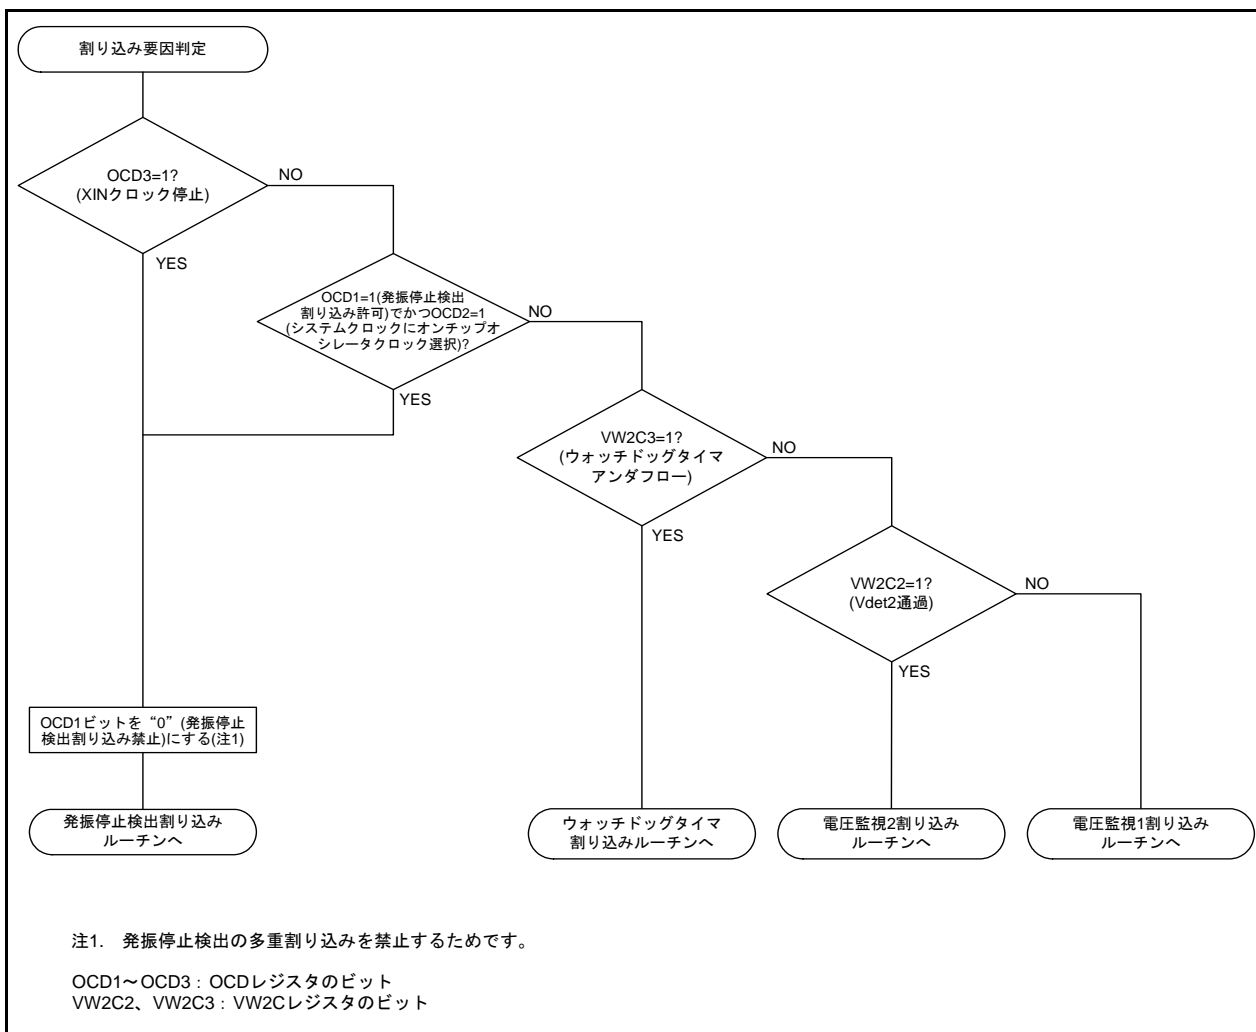 割り込み要因判定
OCD3=1?
(XINクロック停止)
NO
YES
OCD1=1(発振停止検出
割り込み許可)でかつOCD2=1
(システムクロックにオンチップオ
シレータクロック選択)?
NO
YES
VW2C3=1?
(ウォッチドッグタイマ
アンダフロー)
NO
YES
VW2C2=1?
(Vdet2通過)
NO
YES
OCD1ビットを“0”(発振停止
検出割り込み禁止)にする(注1)
発振停止検出割り込み
ルーチンへ
ウォッチドッグタイマ
割り込みルーチンへ
電圧監視2割り込み
ルーチンへ
電圧監視1割り込み
ルーチンへ
注1. 発振停止検出の多重割り込みを禁止するためです。
OCD1~OCD3:OCDレジスタのビット
VW2C2、VW2C3:VW2Cレジスタのビット